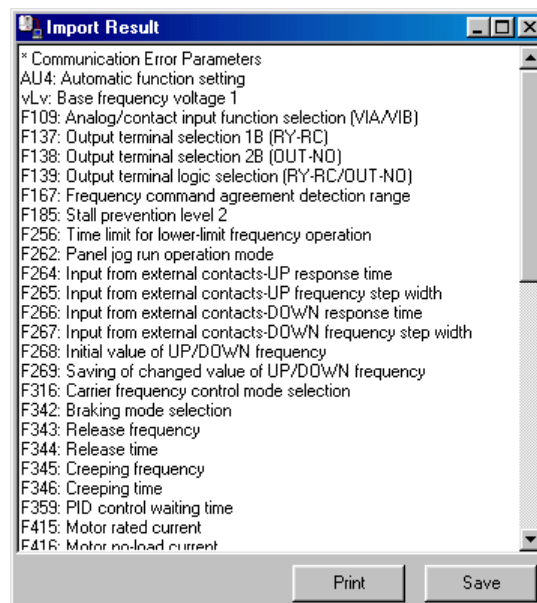 Import Result
* Communication Error Parameters
AU4: Automatic function setting
vLv: Base frequency voltage 1
F109: Analog/contact input function selection (VIA/VIB)
F137: Output terminal selection 1B (RY-RC)
F138: Output terminal selection 2B (OUT-NO)
F139: Output terminal logic selection (RY-RC/OUT-NO)
F167: Frequency command agreement detection range
F185: Stall prevention level 2
F256: Time limit for lower-limit frequency operation
F262: Panel jog run operation mode
F264: Input from external contacts-UP response time
F265: Input from external contacts-UP frequency step width
F266: Input from external contacts-DOWN response time
F267: Input from external contacts-DOWN frequency step width
F268: Initial value of UP/DOWN frequency
F269: Saving of changed value of UP/DOWN frequency
F316: Carrier frequency control mode selection
F342: Braking mode selection
F343: Release frequency
F344: Release time
F345: Creeping frequency
F346: Creeping time
F359: PID control waiting time
F415: Motor rated current
F416: Motor no-load current
Print Save